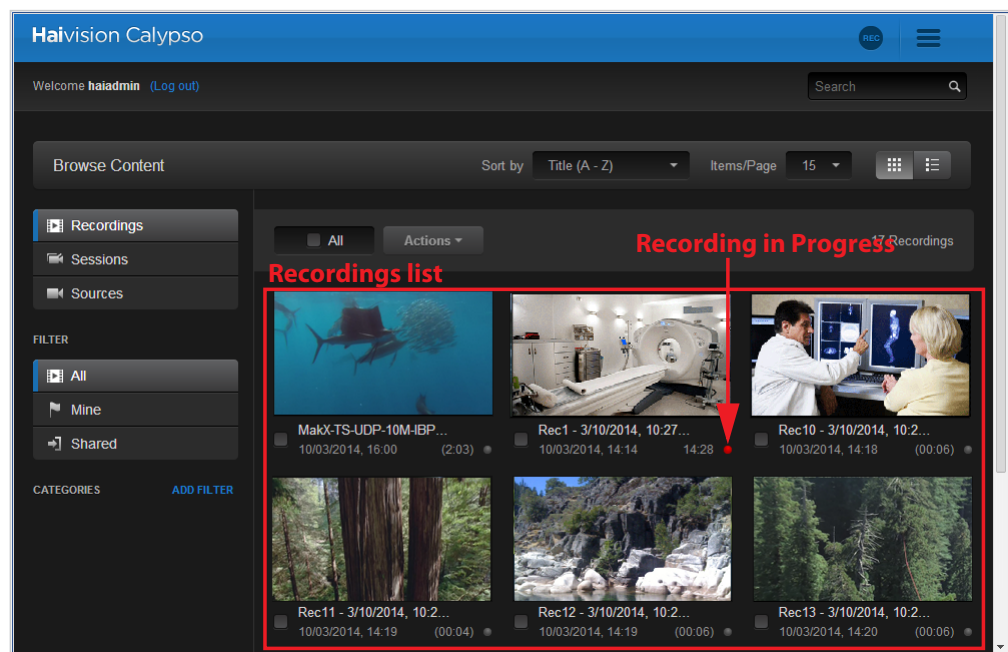 Haivision Calypso
REC
Welcome haiadmin (Log out)
Search
Browse Content
Sort by Title (A - Z)
Items/Page 15
Recordings
Sessions
Sources
FILTER
All
Mine
Shared
CATEGORIES ADD FILTER
All
Actions
17 Recordings
Recording in Progress
Recordings list
MakX-TS-UDP-10M-IBP...
10/03/2014, 16:00 (2:03)
Rec1 - 3/10/2014, 10:27...
10/03/2014, 14:14 14:28
Rec10 - 3/10/2014, 10:2...
10/03/2014, 14:18 (00:06)
Rec11 - 3/10/2014, 10:2...
10/03/2014, 14:19 (00:04)
Rec12 - 3/10/2014, 10:2...
10/03/2014, 14:19 (00:06)
Rec13 - 3/10/2014, 10:2...
10/03/2014, 14:20 (00:06)